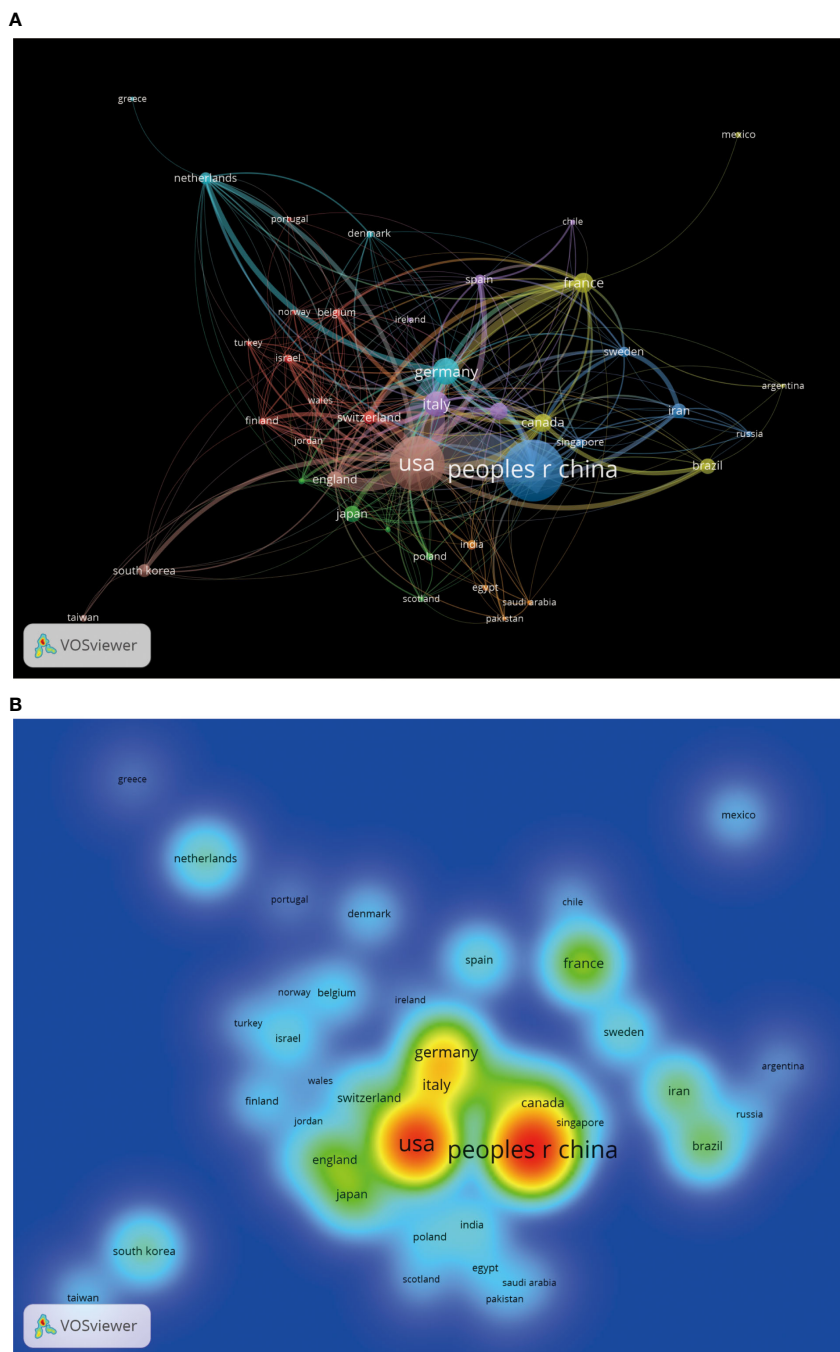 A
greece
mexico
netherlands
portugal
chile
denmark
spain
france
norway
belgium
ireland
turkey
sweden
israel
germany
argentina
wales
italy
iran
finland
switzerland
canada
russia
jordan
singapore
usa
peoples r china
brazil
england
japan
india
poland
south korea
egypt
scotland
saudi arabia
taiwan
pakistan
VOSviewer
B
greece
mexico
netherlands
portugal
chile
denmark
spain
france
norway
belgium
ireland
turkey
sweden
israel
germany
argentina
wales
italy
iran
finland
switzerland
canada
russia
jordan
singapore
usa
peoples r china
brazil
england
japan
india
poland
south korea
egypt
scotland
saudi arabia
taiwan
pakistan
VOSviewer